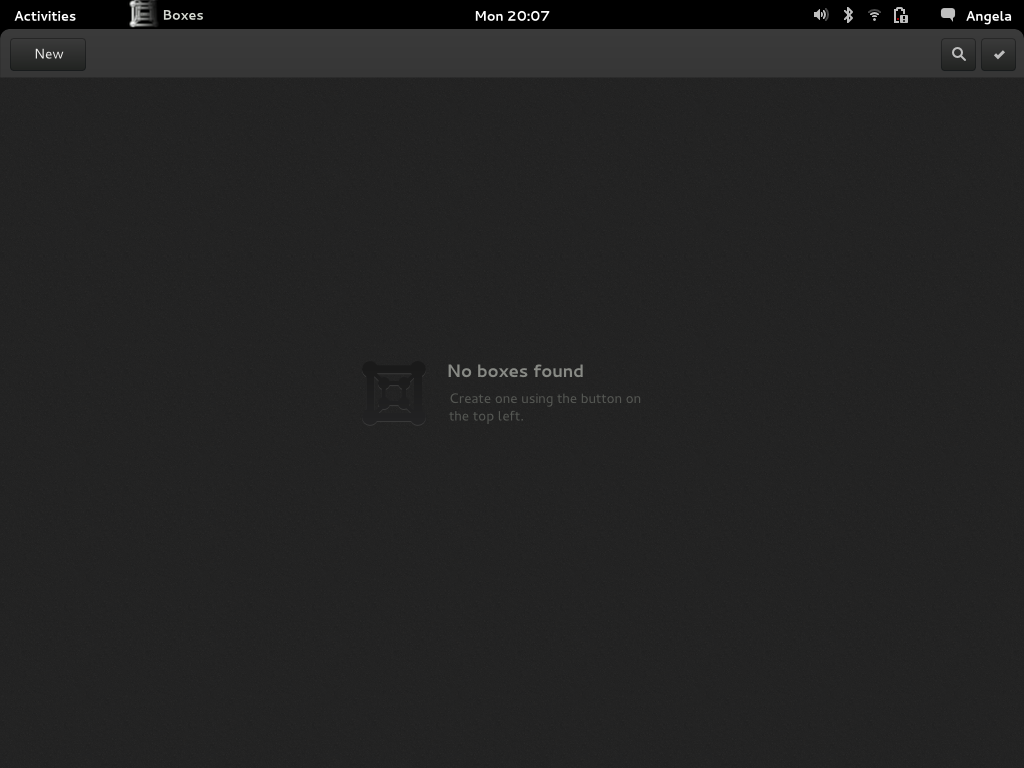 Activities
Boxes
Mon 20:07
Angela
New
No boxes found
Create one using the button on
the top left.